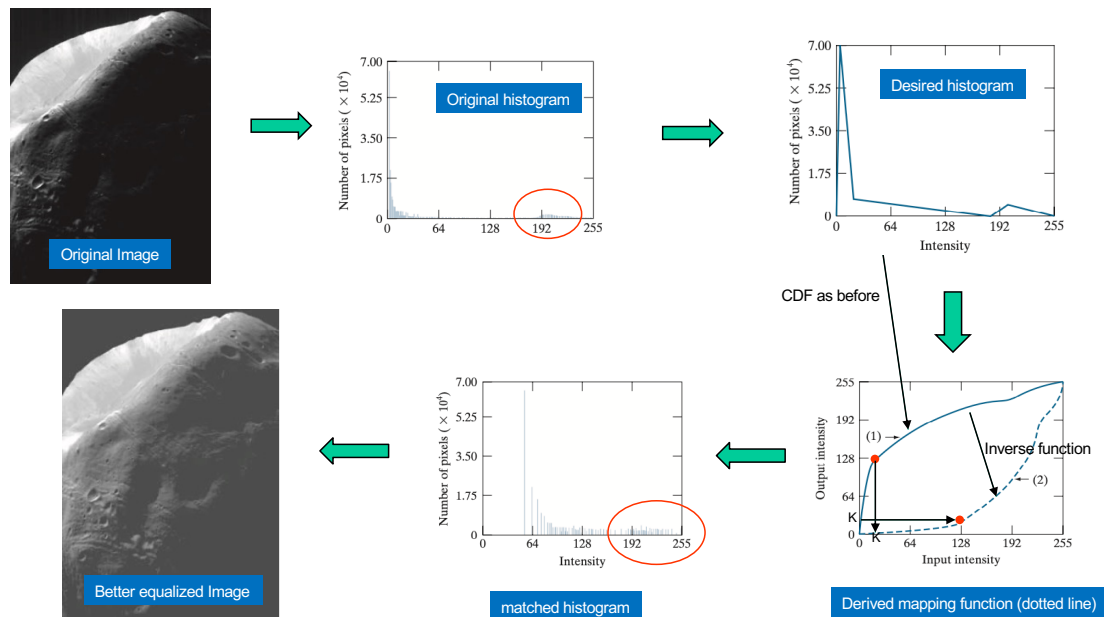 Original Image
Number of pixels ( × 10⁴)
7.00
5.25
3.50
1.75
0
0 64 128 192 255
Original histogram
Number of pixels ( × 10⁴)
7.00
5.25
3.50
1.75
0
0 64 128 192 255
Intensity
Desired histogram
CDF as before
Output intensity
255
192
128
64
0
0 64 128 192 255
Input intensity
(1)
(2)
Inverse function
K
K
Derived mapping function (dotted line)
Number of pixels ( × 10⁴)
7.00
5.25
3.50
1.75
0
0 64 128 192 255
Intensity
matched histogram
Better equalized Image